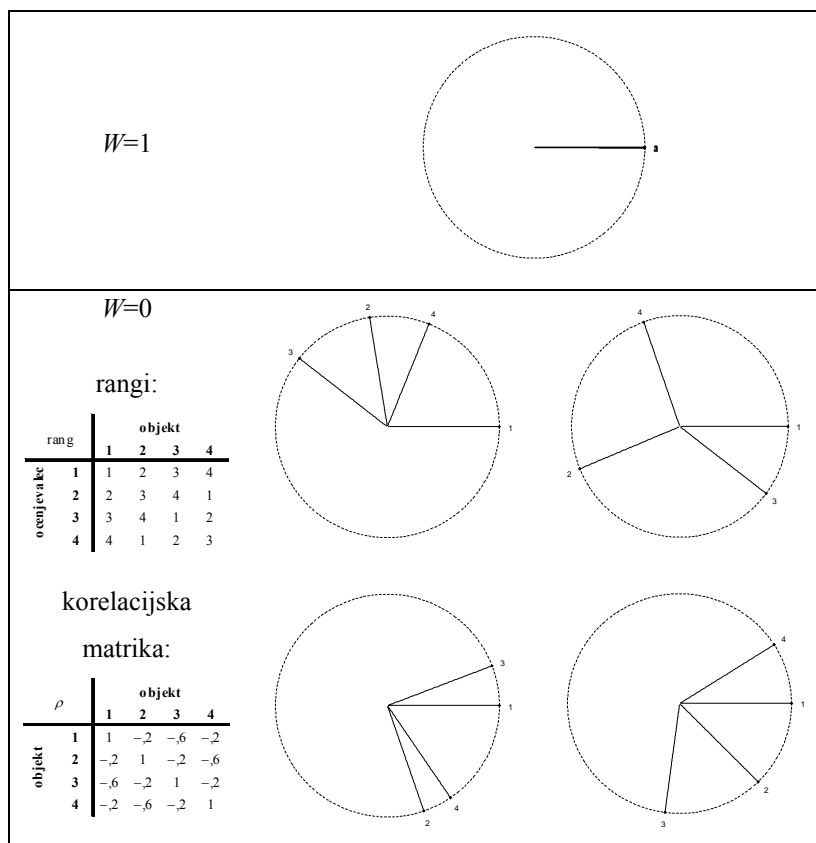 W=1
W=0
rangi:
rang objekt
1 2 3 4
ocenjevalec
1 1 2 3 4
2 2 3 4 1
3 3 4 1 2
4 4 1 2 3
2 4
3
1
4
1
2
3
korelacijska
matrika:
ρ objekt
1 2 3 4
objekt
1 1 –,2 –,6 –,2
2 –,2 1 –,2 –,6
3 –,6 –,2 1 –,2
4 –,2 –,6 –,2 1
3
1
4
2
4
1
2
3